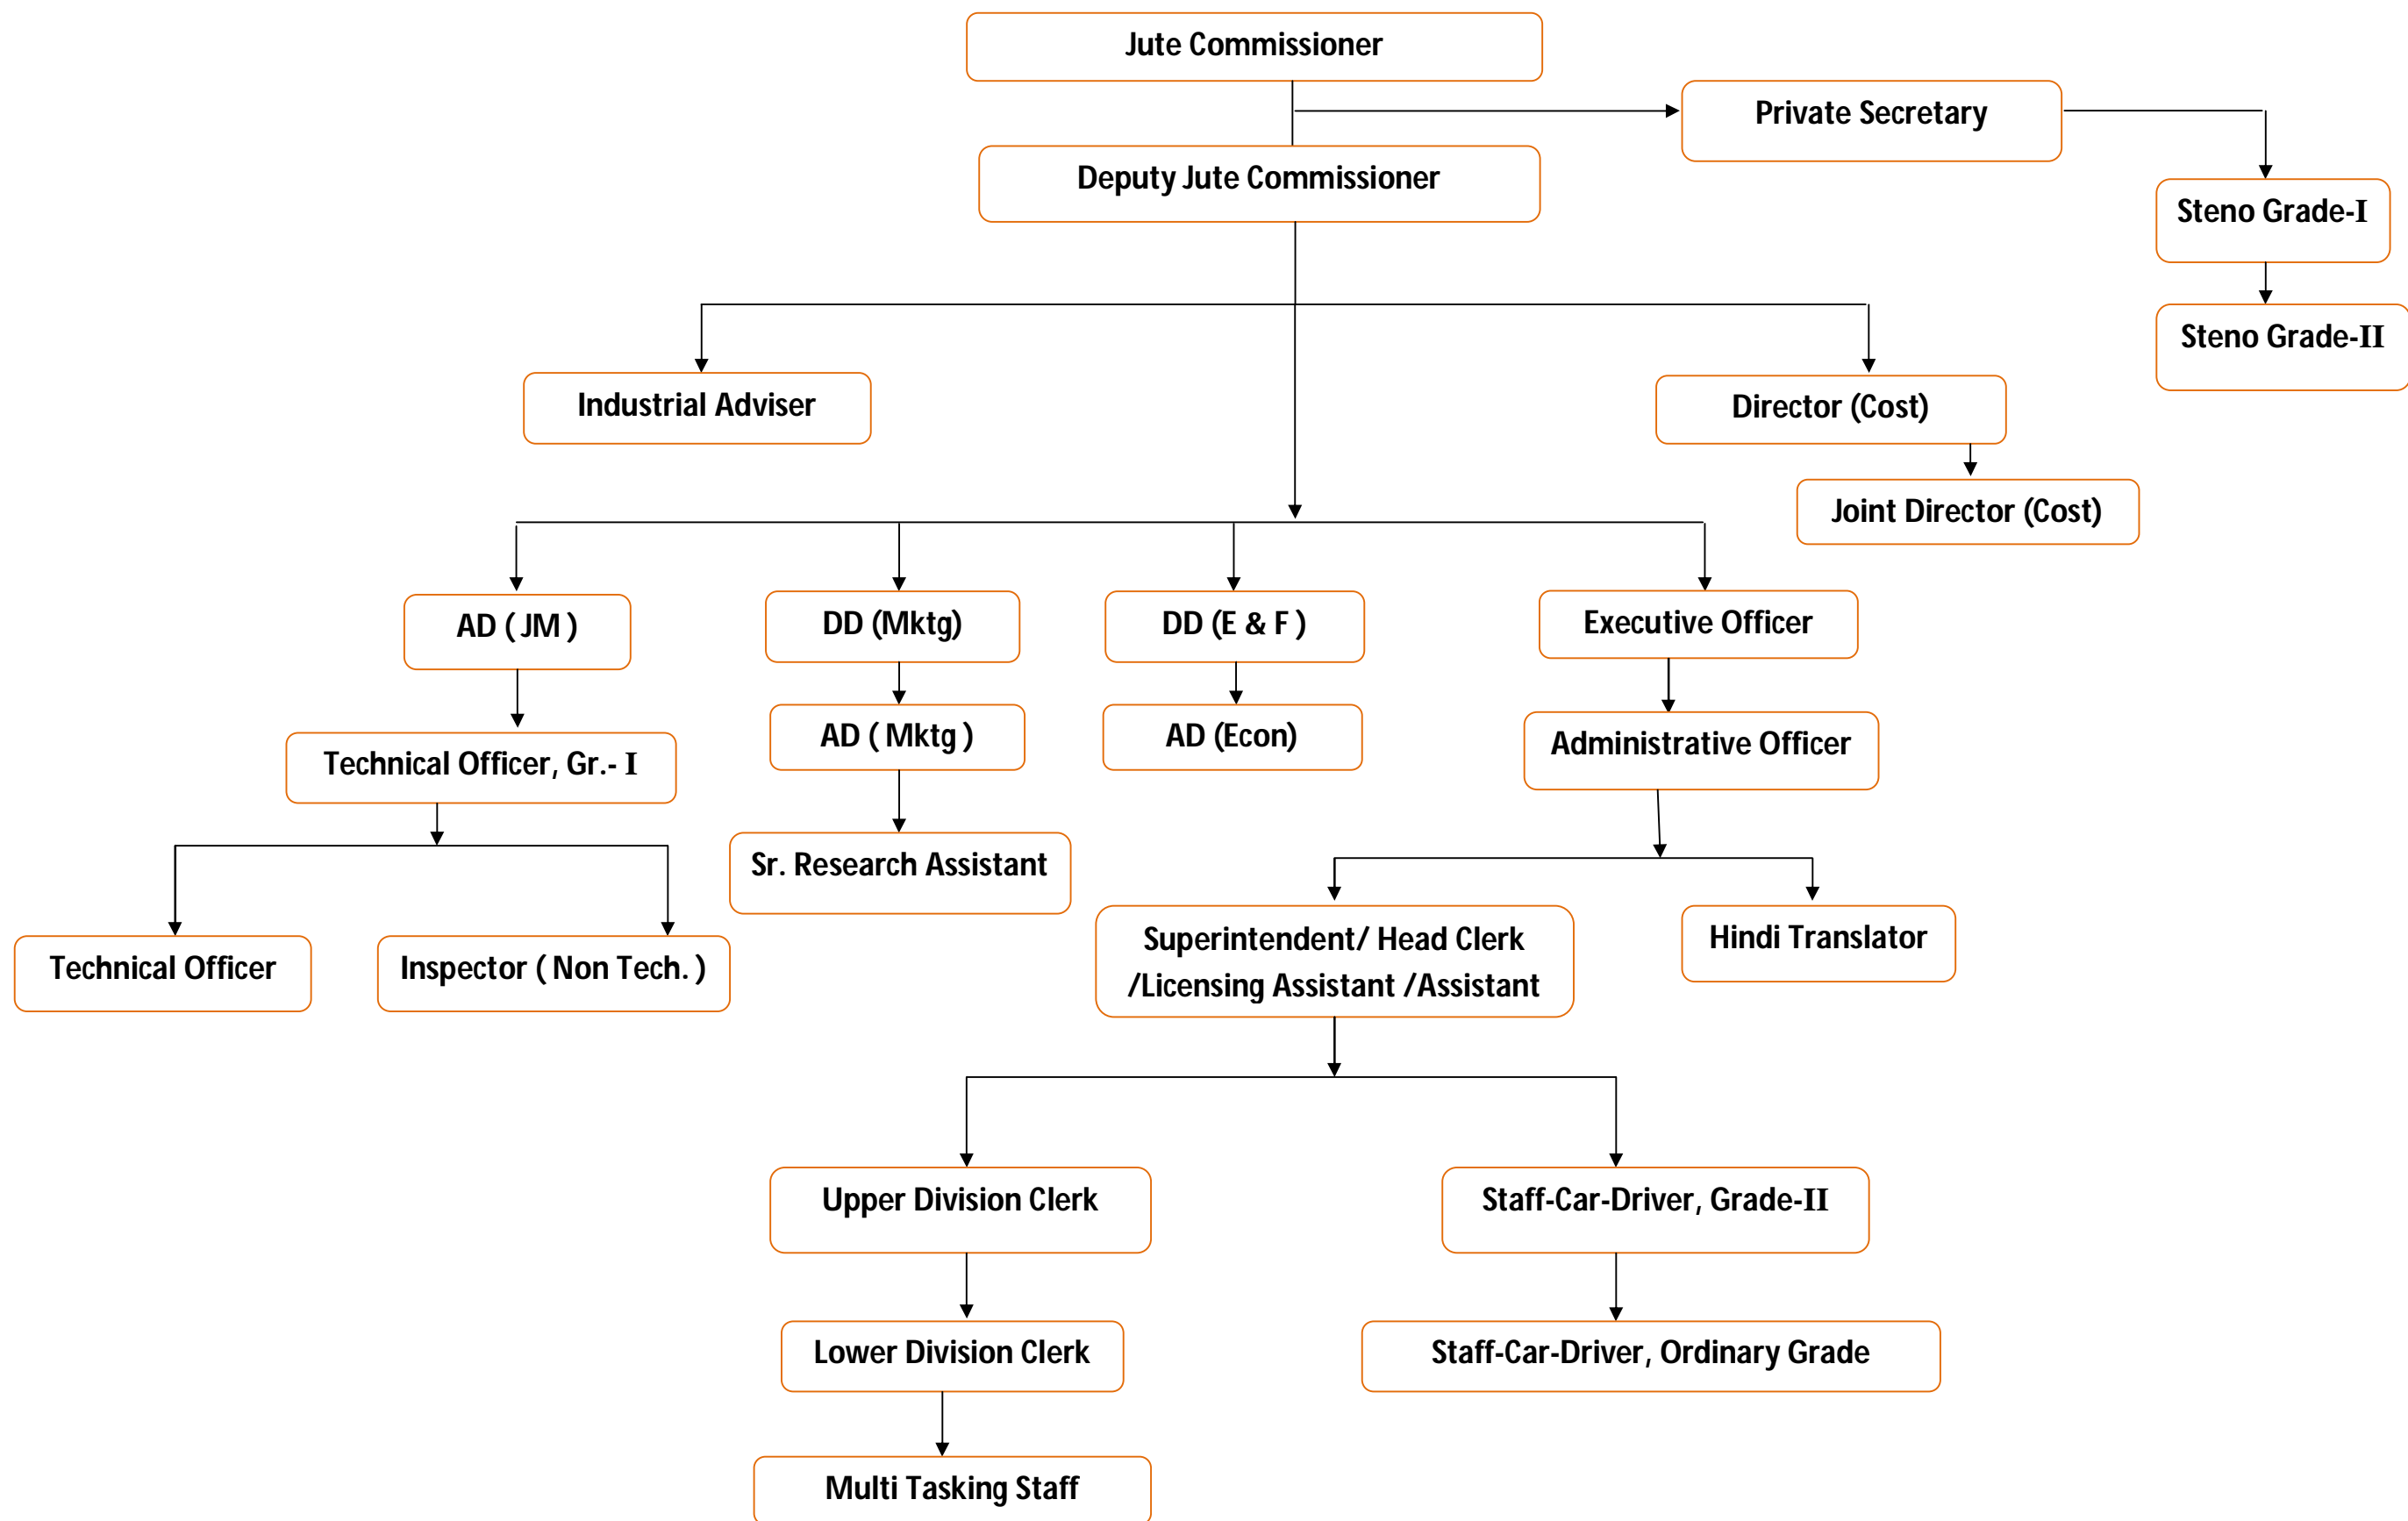 Jute Commissioner
Private Secretary
Deputy Jute Commissioner
Steno Grade-I
Steno Grade-II
Industrial Adviser
Director (Cost)
Joint Director (Cost)
AD ( JM )
DD (Mktg)
DD (E & F )
Executive Officer
AD ( Mktg )
AD (Econ)
Administrative Officer
Technical Officer, Gr.- I
Sr. Research Assistant
Superintendent/ Head Clerk
/Licensing Assistant /Assistant
Hindi Translator
Technical Officer
Inspector ( Non Tech. )
Upper Division Clerk
Staff-Car-Driver, Grade-II
Lower Division Clerk
Staff-Car-Driver, Ordinary Grade
Multi Tasking Staff